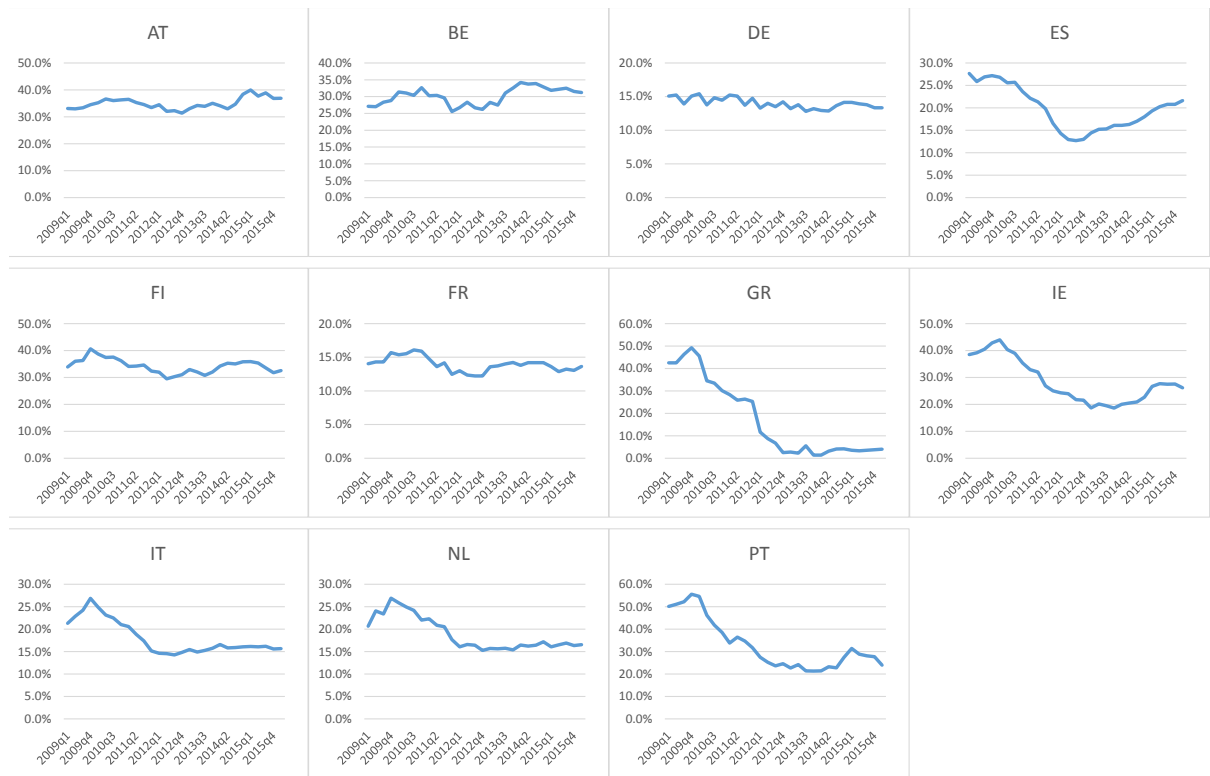 AT
50.0%
40.0%
30.0%
20.0%
10.0%
0.0%
2009q1
2009q4
2010q3
2011q2
2012q1
2012q4
2013q3
2014q2
2015q1
2015q4
BE
40.0%
35.0%
30.0%
25.0%
20.0%
15.0%
10.0%
5.0%
0.0%
2009q1
2009q4
2010q3
2011q2
2012q1
2012q4
2013q3
2014q2
2015q1
2015q4
DE
20.0%
15.0%
10.0%
5.0%
0.0%
2009q1
2009q4
2010q3
2011q2
2012q1
2012q4
2013q3
2014q2
2015q1
2015q4
ES
30.0%
25.0%
20.0%
15.0%
10.0%
5.0%
0.0%
2009q1
2009q4
2010q3
2011q2
2012q1
2012q4
2013q3
2014q2
2015q1
2015q4
FI
50.0%
40.0%
30.0%
20.0%
10.0%
0.0%
2009q1
2009q4
2010q3
2011q2
2012q1
2012q4
2013q3
2014q2
2015q1
2015q4
FR
20.0%
15.0%
10.0%
5.0%
0.0%
2009q1
2009q4
2010q3
2011q2
2012q1
2012q4
2013q3
2014q2
2015q1
2015q4
GR
60.0%
50.0%
40.0%
30.0%
20.0%
10.0%
0.0%
2009q1
2009q4
2010q3
2011q2
2012q1
2012q4
2013q3
2014q2
2015q1
2015q4
IE
50.0%
40.0%
30.0%
20.0%
10.0%
0.0%
2009q1
2009q4
2010q3
2011q2
2012q1
2012q4
2013q3
2014q2
2015q1
2015q4
IT
30.0%
25.0%
20.0%
15.0%
10.0%
5.0%
0.0%
2009q1
2009q4
2010q3
2011q2
2012q1
2012q4
2013q3
2014q2
2015q1
2015q4
NL
30.0%
25.0%
20.0%
15.0%
10.0%
5.0%
0.0%
2009q1
2009q4
2010q3
2011q2
2012q1
2012q4
2013q3
2014q2
2015q1
2015q4
PT
60.0%
50.0%
40.0%
30.0%
20.0%
10.0%
0.0%
2009q1
2009q4
2010q3
2011q2
2012q1
2012q4
2013q3
2014q2
2015q1
2015q4